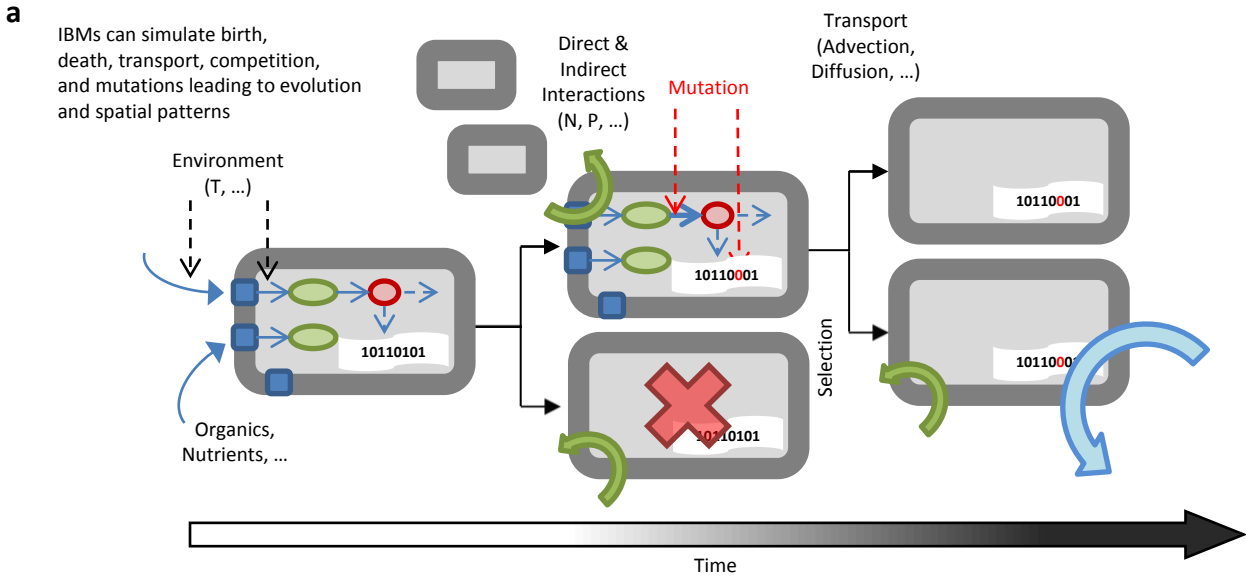 a
IBMs can simulate birth,
death, transport, competition,
and mutations leading to evolution
and spatial patterns
Environment
(T, …)
Organics,
Nutrients, …
10110101
Direct &
Indirect
Interactions
(N, P, …)
Mutation
10110001
10110101
Selection
Transport
(Advection,
Diffusion, …)
10110001
10110001
Time